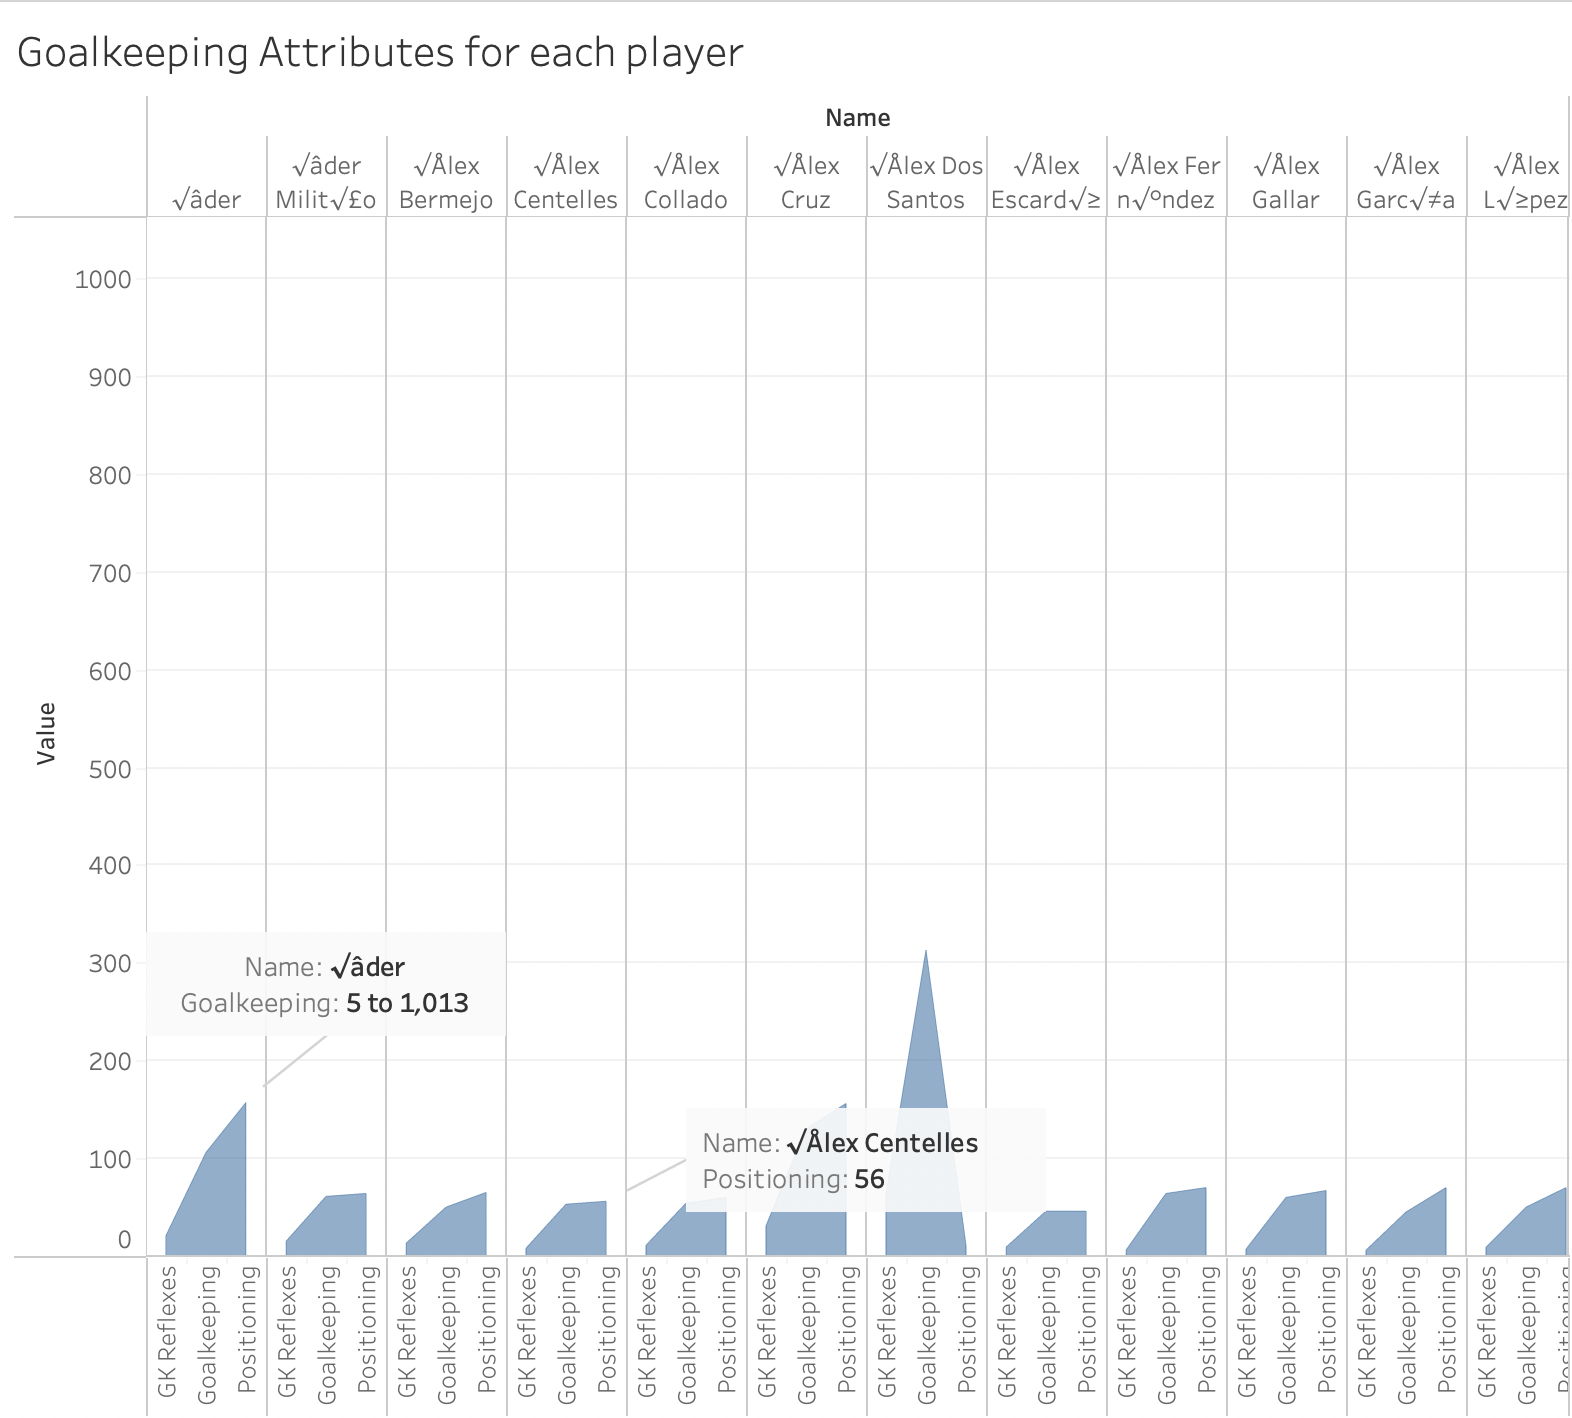 Goalkeeping Attributes for each player
Name
√âder
√âder
Milit√£o
√Ålex
Bermejo
√Ålex
Centelles
√Ålex
Collado
√Ålex
Cruz
√Ålex Dos
Santos
√Ålex
Escard√≥
√Ålex Fer
n√°ndez
√Ålex
Gallar
√Ålex
Garc√≠a
√Ålex
L√≥pez
1000
900
800
700
600
500
400
300
200
100
0
Value
Name: √âder
Goalkeeping: 5 to 1,013
Name: √Ålex Centelles
Positioning: 56
GK Reflexes
Goalkeeping
Positioning
GK Reflexes
Goalkeeping
Positioning
GK Reflexes
Goalkeeping
Positioning
GK Reflexes
Goalkeeping
Positioning
GK Reflexes
Goalkeeping
Positioning
GK Reflexes
Goalkeeping
Positioning
GK Reflexes
Goalkeeping
Positioning
GK Reflexes
Goalkeeping
Positioning
GK Reflexes
Goalkeeping
Positioning
GK Reflexes
Goalkeeping
Positioning
GK Reflexes
Goalkeeping
Positioning
GK Reflexes
Goalkeeping
Positioning